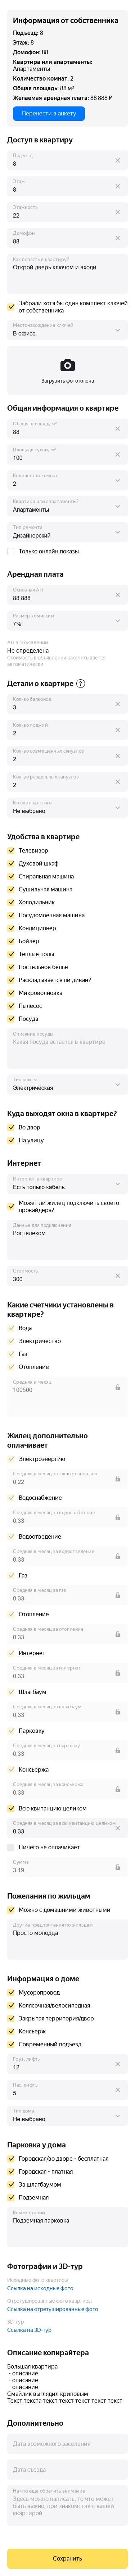 Информация от собственника
Подъезд: 8
Этаж: 8
Домофон: 88
Квартира или апартаменты:
Апартаменты
Количество комнат: 2
Общая площадь: 88 м²
Желаемая арендная плата: 88 888 ₽
Перенести в анкету
Доступ в квартиру
Подъезд
8
Этаж
8
Этажность
22
Домофон
88
Как попасть в квартиру?
Открой дверь ключом и входи
Забрали хотя бы один комплект ключей
от собственника
Местонахождение ключей
В офисе
Загрузить фото ключа
Общая информация о квартире
Общая площадь, м²
88
Площадь кухни, м²
100
Количество комнат
2
Квартира или апартаменты?
Апартаменты
Тип ремонта
Дизайнерский
Только онлайн показы
Арендная плата
Основная АП
88 888
Размер комиссии
7%
АП в объявлении
Не определена
Стоимость в объявлении рассчитывается
автоматически
Детали о квартире ?
Кол-во балконов
3
Кол-во лоджий
2
Кол-во совмещенных санузлов
2
Кол-во раздельных санузлов
2
Кто жил до этого
Не выбрано
Удобства в квартире
Телевизор
Духовой шкаф
Стиральная машина
Сушильная машина
Холодильник
Посудомоечная машина
Кондиционер
Бойлер
Теплые полы
Постельное белье
Раскладывается ли диван?
Микроволновка
Пылесос
Посуда
Описание посуды
Какая посуда остается в квартире
Тип плиты
Электрическая
Куда выходят окна в квартире?
Во двор
На улицу
Интернет
Интернет в квартире
Есть только кабель
Может ли жилец подключить своего
провайдера?
Данные для подключения
Ростелеком
Стоимость
300
Какие счетчики установлены в
квартире?
Вода
Электричество
Газ
Отопление
Средняя в месяц
100500
Жилец дополнительно
оплачивает
Электроэнергию
Средняя в месяц за электроэнергию
0,22
Водоснабжение
Средняя в месяц за водоснабжение
0,33
Водоотведение
Средняя в месяц за водоотведение
0,33
Газ
Средняя в месяц за газ
0,33
Отопление
Средняя в месяц за отопление
0,33
Интернет
Средняя в месяц за интернет
0,33
Шлагбаум
Средняя в месяц за шлагбаум
0,33
Парковку
Средняя в месяц за парковку
0,33
Консьержа
Средняя в месяц за консьержа
0,33
Всю квитанцию целиком
Средняя в месяц за всю квитанцию целиком
0,33
Ничего не оплачивает
Сумма
3,19
Пожелания по жильцам
Можно с домашними животными
Другие предпочтения по жильцам
Просто молодца
Информация о доме
Мусоропровод
Колясочная/велосипедная
Закрытая территория/двор
Консьерж
Современный подъезд
Груз. лифты
12
Пас. лифты
5
Тип дома
Не выбрано
Парковка у дома
Городская/во дворе - бесплатная
Городская - платная
За шлагбаумом
Подземная
Комментарий
Подземная парковка
Фотографии и 3D-тур
Исходные фото квартиры
Ссылка на исходные фото
Отретушированные фото квартиры
Ссылка на отретушированные фото
3D-тур
Ссылка на 3D-тур
Описание копирайтера
Большая квартира
- описание
- описание
- описание
Смайлик выглядил криповым
Текст текста текст текст текст текст текст
Дополнительно
Дата возможного заселения
Дата съезда
На что еще обратить внимание
Здесь можно написать, то что может
быть важно, при знакомстве с вашей
квартирой
Сохранить